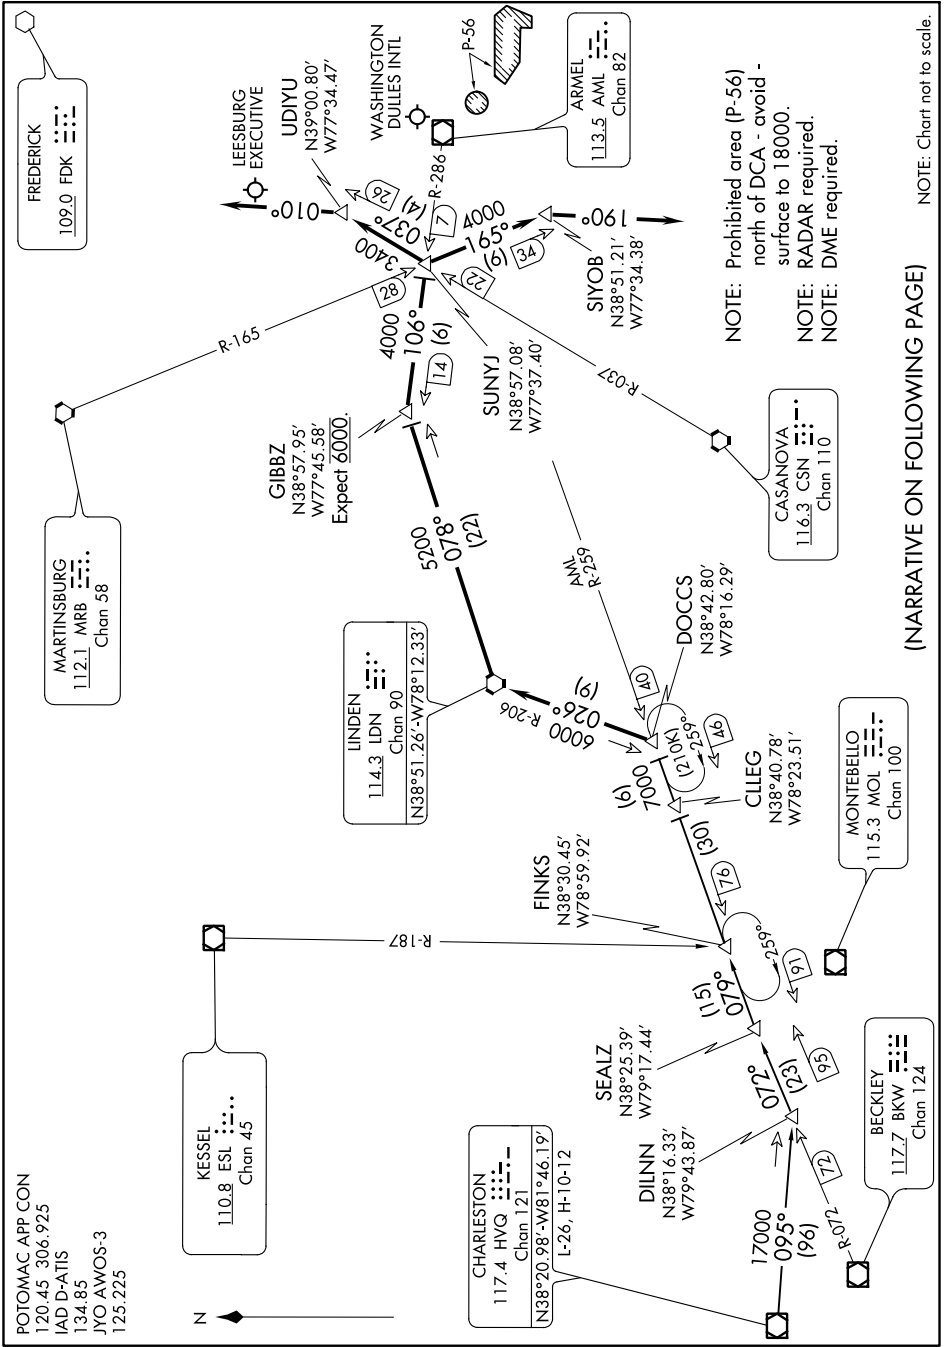 POTOMAC APP CON
120.45 306.925
IAD D-ATIS
134.85
JYO AWOS-3
125.225
N
KESSEL
110.8 ESL
Chan 45
R-187
MARTINSBURG
112.1 MRB
Chan 58
R-165
28
FREDERICK
109.0 FDK
LEESBURG
EXECUTIVE
UDIYU
N39°00.80'
W77°34.47'
010°
26
3400
037°
(4)
WASHINGTON
DULLES INTL
P-56
ARMEL
113.5 AML
Chan 82
R-286
7
4000
165°
(6)
34
22
190°
SIYOB
N38°51.21'
W77°34.38'
SUNYJ
N38°57.08'
W77°37.40'
4000
106°
(6)
14
GIBBZ
N38°57.95'
W77°45.58'
Expect 6000.
5200
078°
(22)
LINDEN
114.3 LDN
Chan 90
N38°51.26'-W78°12.33'
R-206
6000
026°
(9)
AML
R-259
40
DOCCS
N38°42.80'
W78°16.29'
(210K)
259°
46
7000
(6)
CLLEG
N38°40.78'
W78°23.51'
(30)
76
FINKS
N38°30.45'
W78°59.92'
259°
91
(15)
079°
SEALZ
N38°25.39'
W79°17.44'
95
072°
(23)
DILNN
N38°16.33'
W79°43.87'
72
R-072
17000
095°
(96)
CHARLESTON
117.4 HVQ
Chan 121
N38°20.98'-W81°46.19'
L-26, H-10-12
BECKLEY
117.7 BKW
Chan 124
MONTEBELLO
115.3 MOL
Chan 100
CASANOVA
116.3 CSN
Chan 110
R-037
NOTE: Prohibited area (P-56)
north of DCA - avoid -
surface to 18000.
NOTE: RADAR required.
NOTE: DME required.
(NARRATIVE ON FOLLOWING PAGE)
NOTE: Chart not to scale.